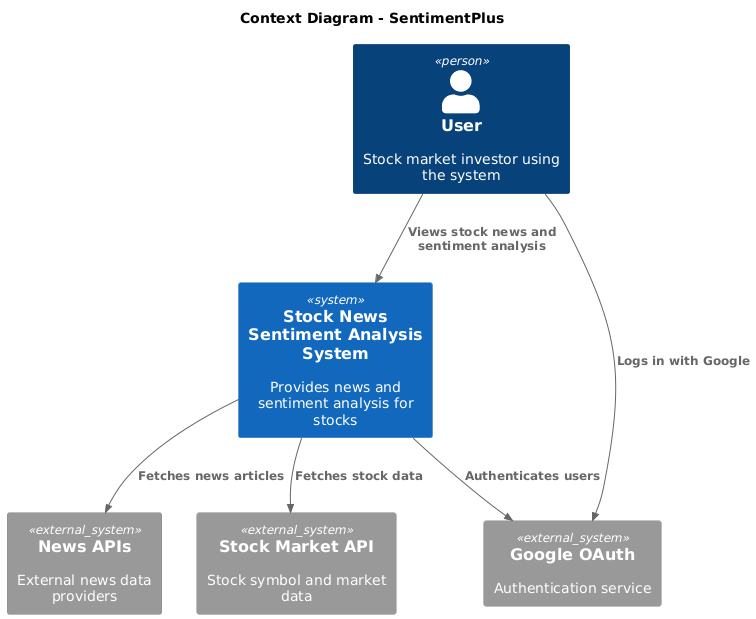 Context Diagram - SentimentPlus
«person»
User
Stock market investor using
the system
Views stock news and
sentiment analysis
«system»
Stock News
Sentiment Analysis
System
Provides news and
sentiment analysis for
stocks
Logs in with Google
Fetches news articles
Fetches stock data
Authenticates users
«external_system»
News APIs
External news data
providers
«external_system»
Stock Market API
Stock symbol and market
data
«external_system»
Google OAuth
Authentication service